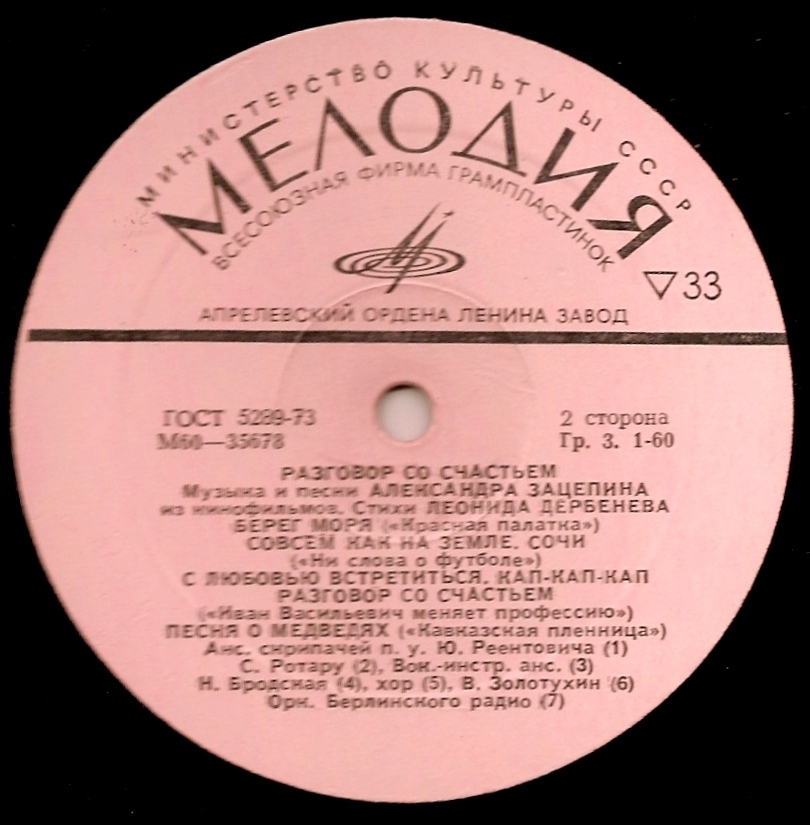 МИНИСТЕРСТВО КУЛЬТУРЫ СССР
МЕЛОДИЯ
ВСЕСОЮЗНАЯ ФИРМА ГРАМПЛАСТИНОК
▽33
АПРЕЛЕВСКИЙ ОРДЕНА ЛЕНИНА ЗАВОД
ГОСТ 5289-73
2 сторона
М60—35678
Гр. 3. 1-60
РАЗГОВОР СО СЧАСТЬЕМ
Музыка и песни АЛЕКСАНДРА ЗАЦЕПИНА
из кинофильмов. Стихи ЛЕОНИДА ДЕРБЕНЕВА
БЕРЕГ МОРЯ («Красная палатка»)
СОВСЕМ КАК НА ЗЕМЛЕ. СОЧИ
(«Ни слова о футболе»)
С ЛЮБОВЬЮ ВСТРЕТИТЬСЯ. КАП-КАП-КАП
РАЗГОВОР СО СЧАСТЬЕМ
(«Иван Васильевич меняет профессию»)
ПЕСНЯ О МЕДВЕДЯХ («Кавказская пленница»)
Анс. скрипачей п. у. Ю. Реентовича (1)
С. Ротару (2), Вок.-инстр. анс. (3)
Н. Бродская (4), хор (5), В. Золотухин (6)
Орк. Берлинского радио (7)